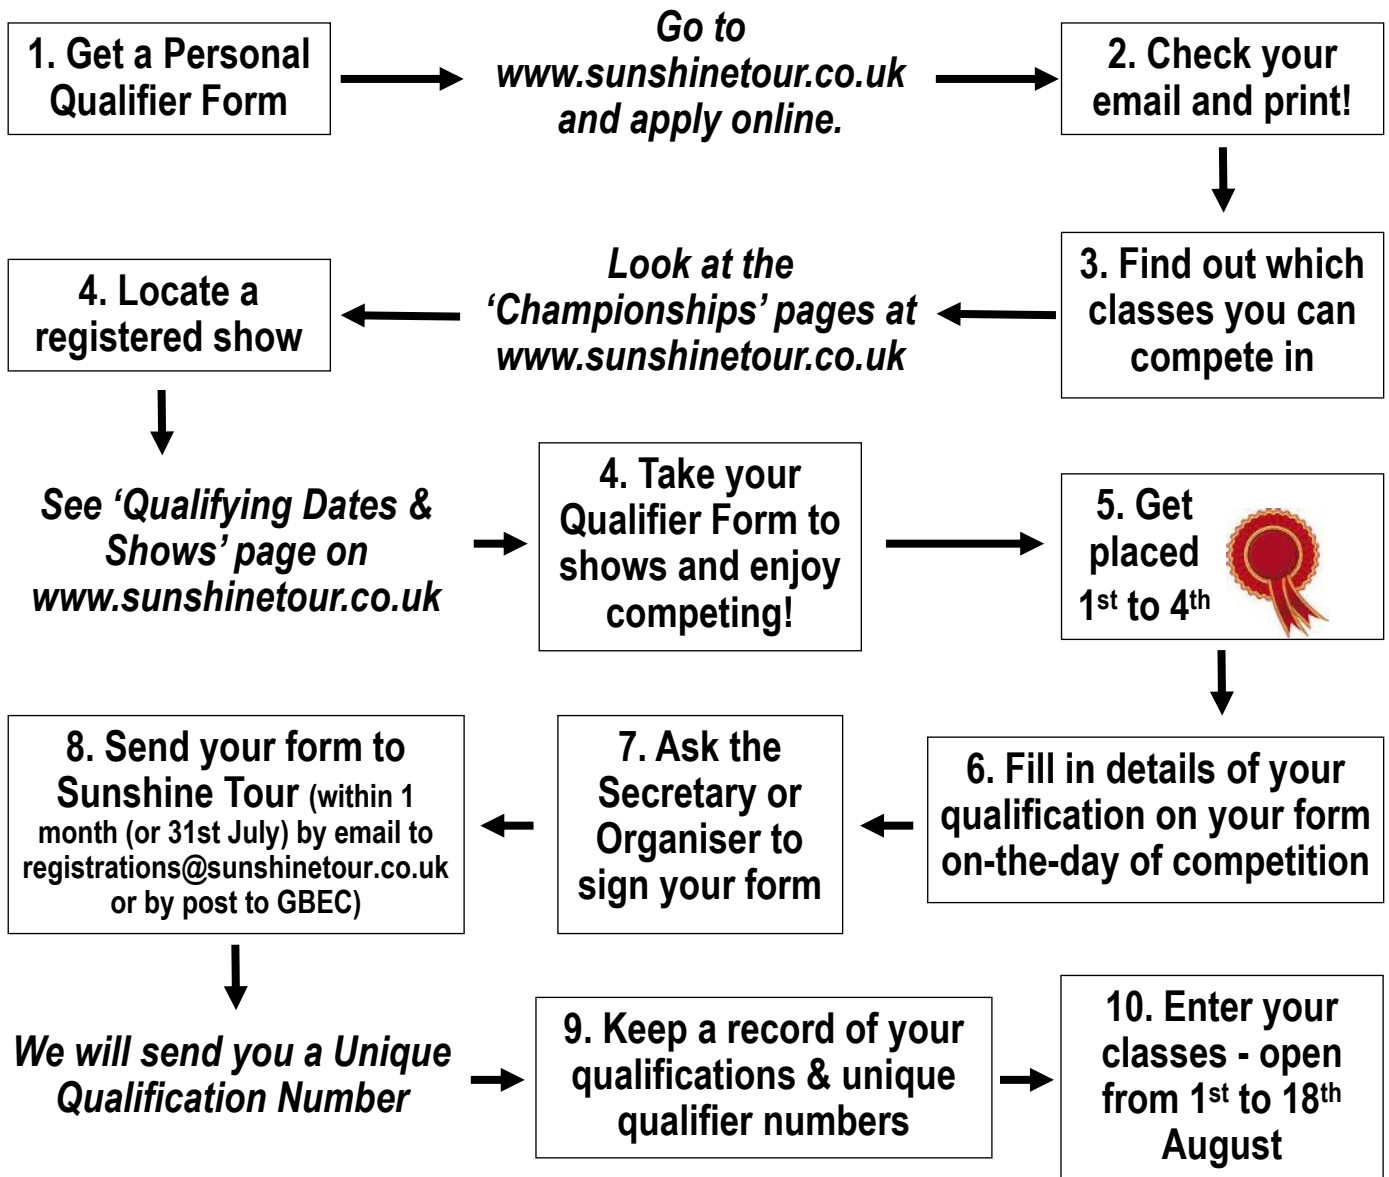 1. Get a Personal
Qualifier Form
Go to
www.sunshinetour.co.uk
and apply online.
2. Check your
email and print!
3. Find out which
classes you can
compete in
Look at the
‘Championships’ pages at
www.sunshinetour.co.uk
4. Locate a
registered show
See ‘Qualifying Dates &
Shows’ page on
www.sunshinetour.co.uk
4. Take your
Qualifier Form to
shows and enjoy
competing!
5. Get
placed
1st to 4th
6. Fill in details of your
qualification on your form
on-the-day of competition
7. Ask the
Secretary or
Organiser to
sign your form
8. Send your form to
Sunshine Tour (within 1
month (or 31st July) by email to
registrations@sunshinetour.co.uk
or by post to GBEC)
We will send you a Unique
Qualification Number
9. Keep a record of your
qualifications & unique
qualifier numbers
10. Enter your
classes - open
from 1st to 18th
August